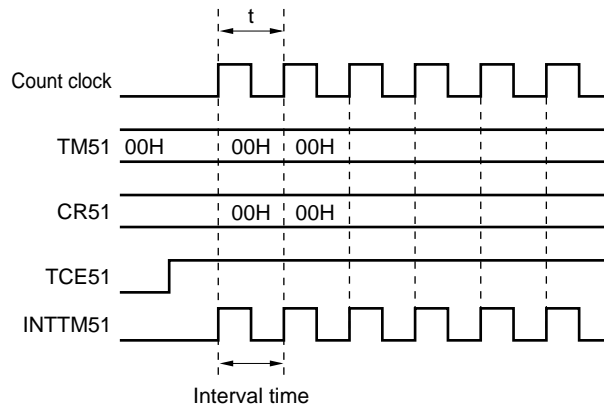 t
Count clock
TM51 00H 00H 00H
CR51 00H 00H
TCE51
INTTM51
Interval time